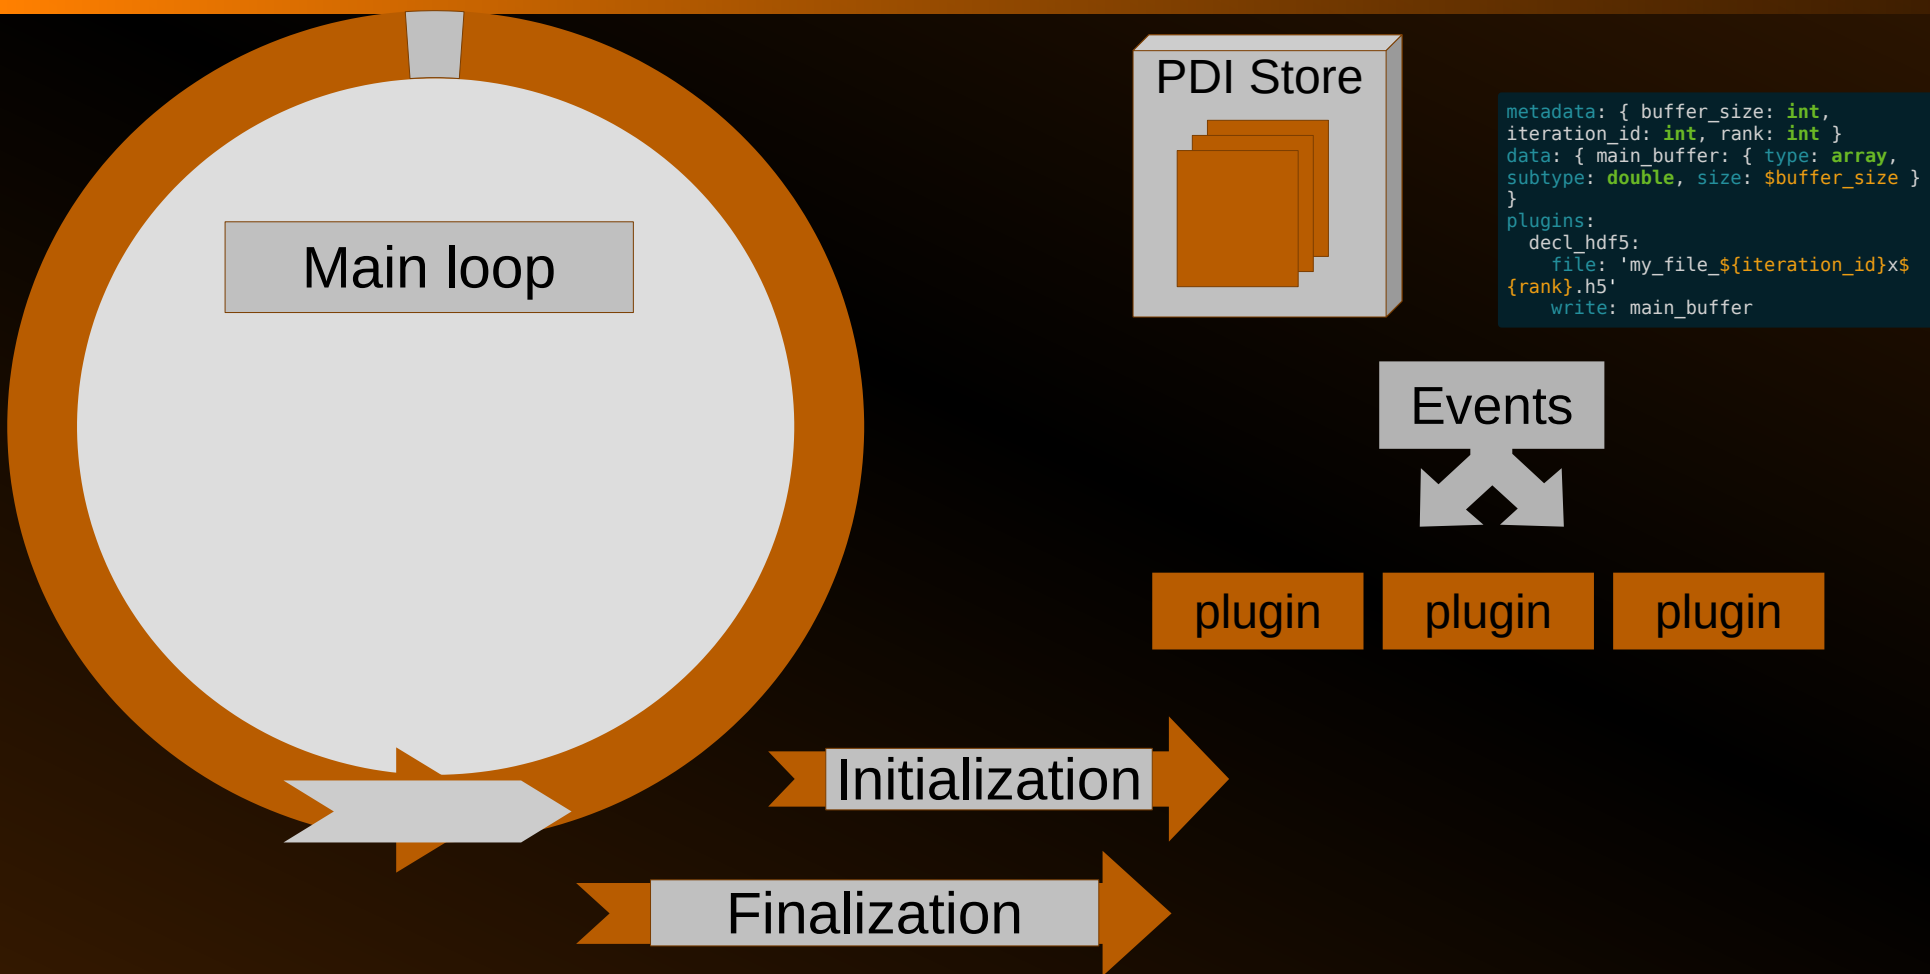 PDI Store
metadata: { buffer_size: int,
iteration_id: int, rank: int }
data: { main_buffer: { type: array,
subtype: double, size: $buffer_size }
}
plugins:
  decl_hdf5:
    file: 'my_file_${iteration_id}x$
{rank}.h5'
    write: main_buffer
Main loop
Events
plugin
plugin
plugin
Initialization
Finalization